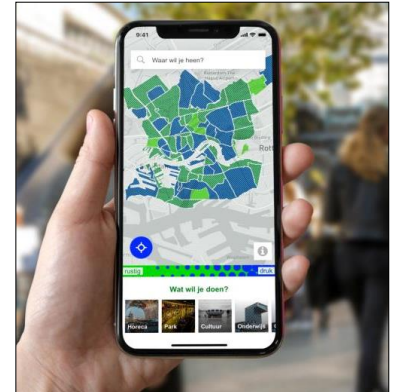 9:41
Waar wil je heen?
Rott
rustig
druk
Wat wil je doen?
Horeca
Park
Cultuur
Onderwijs